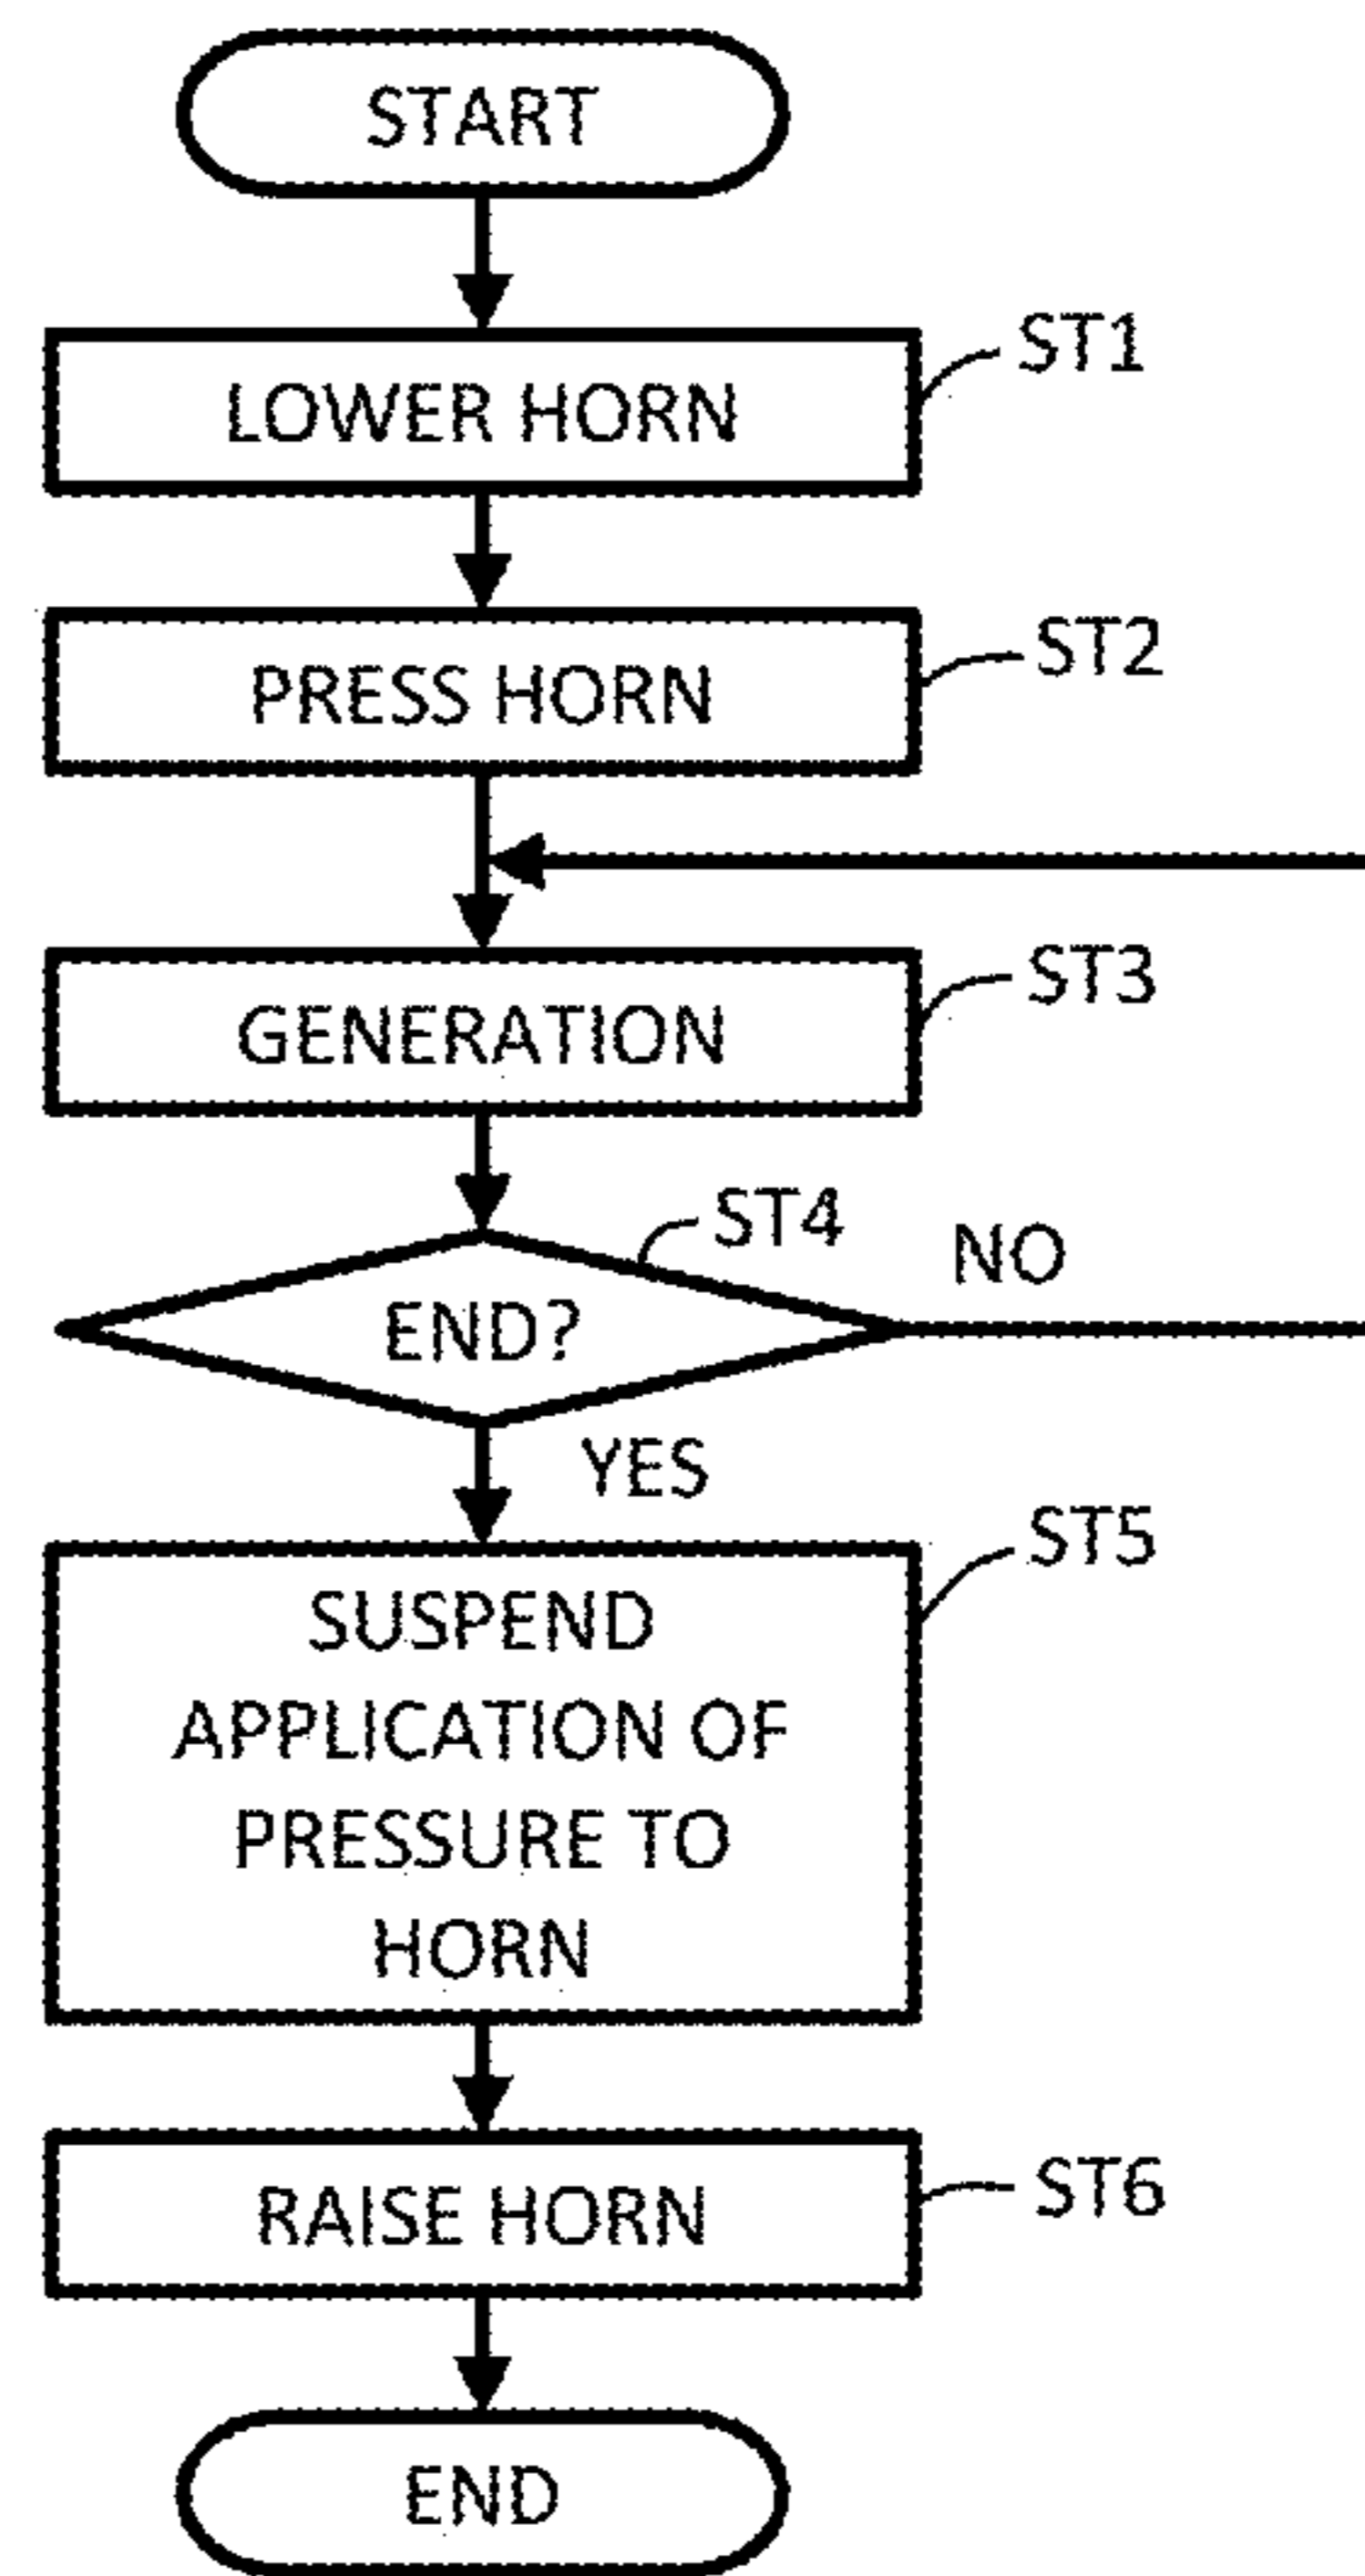 START
LOWER HORN
ST1
PRESS HORN
ST2
GENERATION
ST3
END?
ST4
NO
YES
SUSPEND
APPLICATION OF
PRESSURE TO
HORN
ST5
RAISE HORN
ST6
END